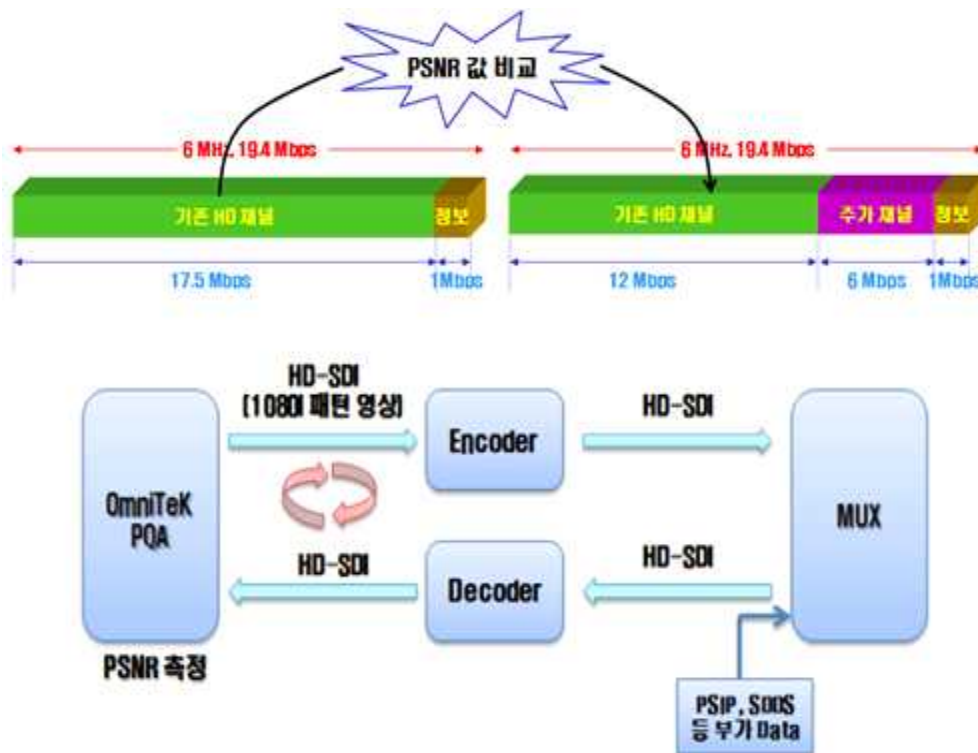 PSNR 값 비교
6 MHz, 19.4 Mbps
6 MHz, 19.4 Mbps
기존 HD 채널
정보
기존 HD 채널
추가 채널
정보
17.5 Mbps
1Mbps
12 Mbps
6 Mbps
1Mbps
HD-SDI
(1080I 패턴 영상)
HD-SDI
Encoder
OmniTeK
PQA
MUX
HD-SDI
HD-SDI
Decoder
PSNR 측정
PSIP, SDDS
등 부가 Data